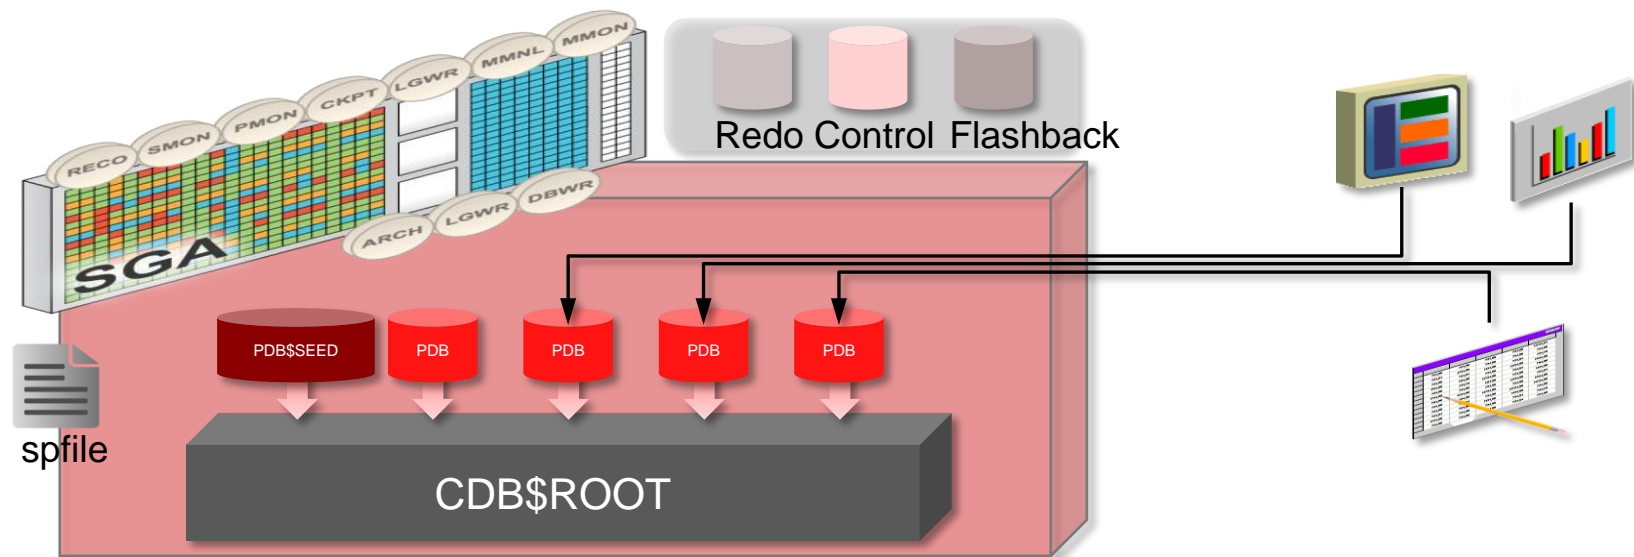 RECO
SMON
PMON
CKPT
LGWR
MMNL
MMON
SGA
ARCH
LGWR
DBWR
Redo Control Flashback
PDB$SEED
PDB
PDB
PDB
PDB
spfile
CDB$ROOT